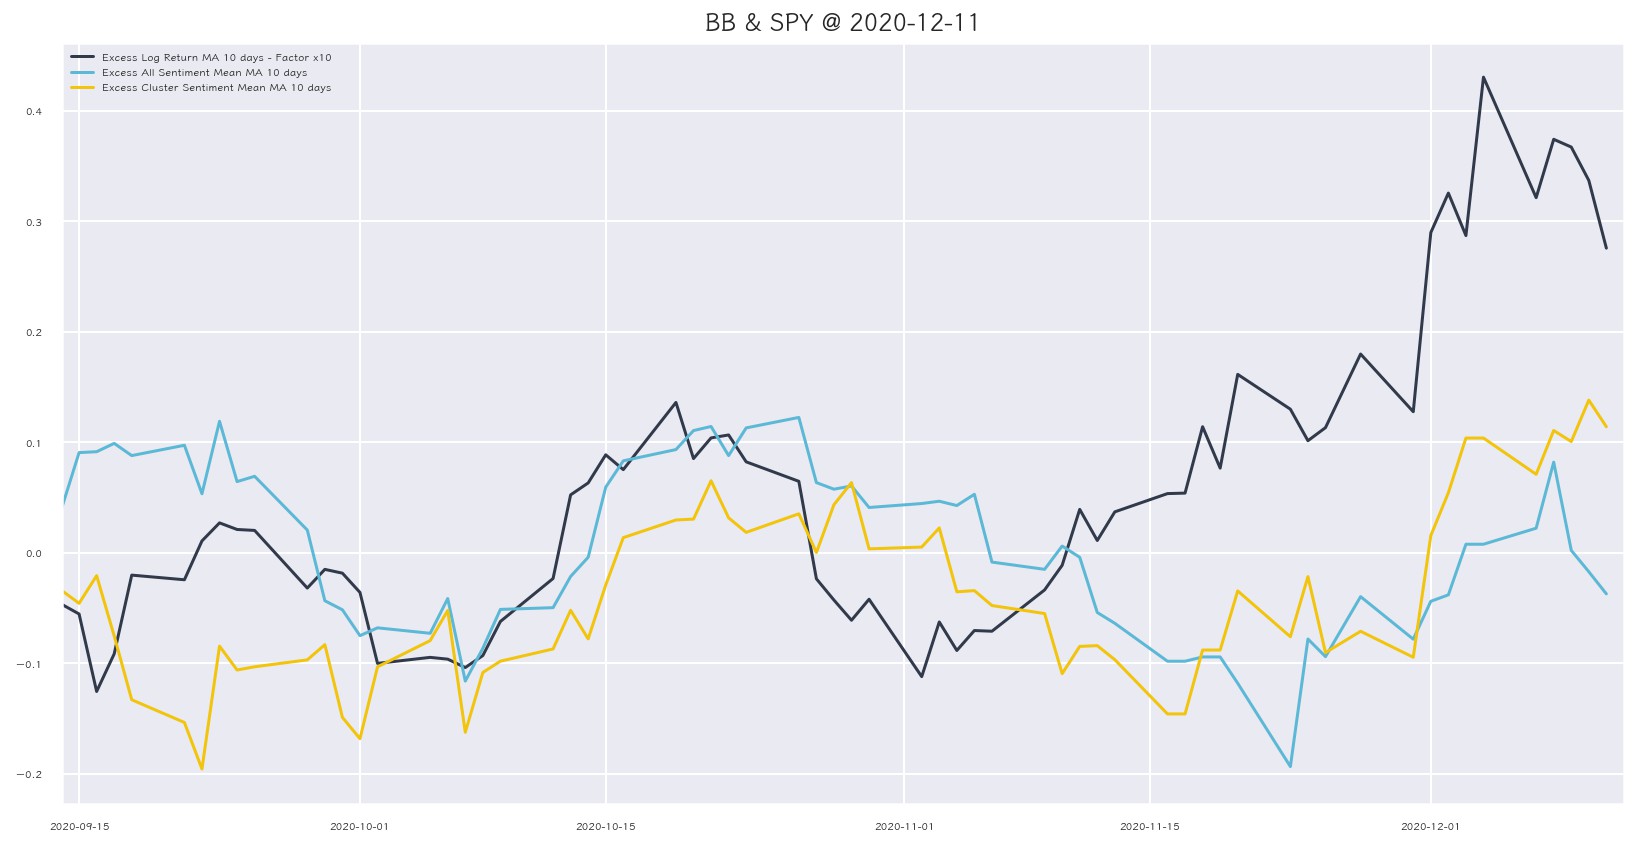 BB & SPY @ 2020-12-11
Excess Log Return MA 10 days - Factor x10
Excess All Sentiment Mean MA 10 days
Excess Cluster Sentiment Mean MA 10 days
0.4
0.3
0.2
0.1
0.0
−0.1
−0.2
2020-09-15 2020-10-01 2020-10-15 2020-11-01 2020-11-15 2020-12-01